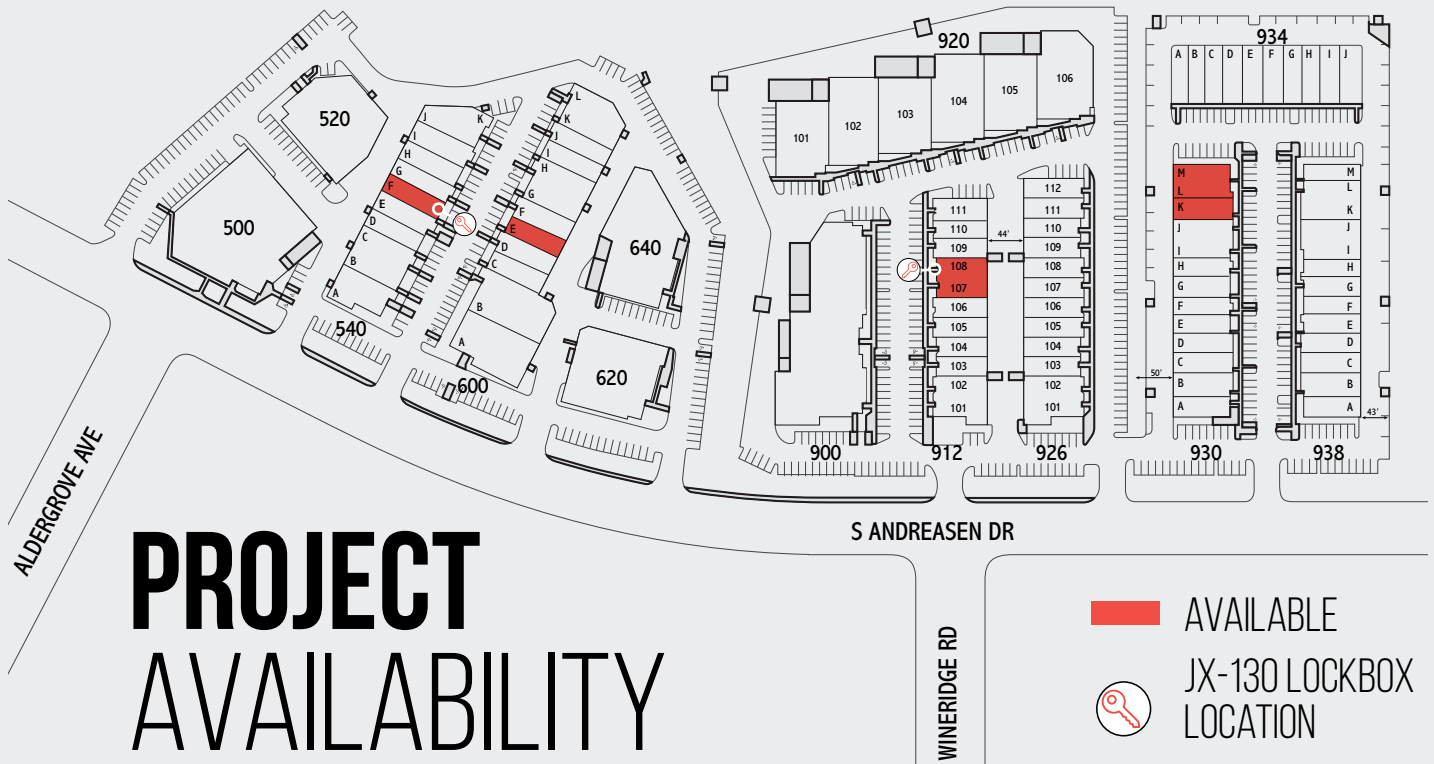 520
500
J
K
I
H
G
F
E
D
C
B
A
540
L
K
J
I
H
G
F
E
D
C
B
A
600
640
620
920
101
102
103
104
105
106
900
111
110
109
108
107
106
105
104
103
102
101
912
44'
112
111
110
109
108
107
106
105
104
103
102
101
926
934
A B C D E F G H I J
M
L
K
J
I
H
G
F
E
D
C
B
A
50'
930
M
L
K
J
I
H
G
F
E
D
C
B
A
43'
938
ALDERGROVE AVE
S ANDREASEN DR
WINERIDGE RD
PROJECT
AVAILABILITY
AVAILABLE
JX-130 LOCKBOX
LOCATION